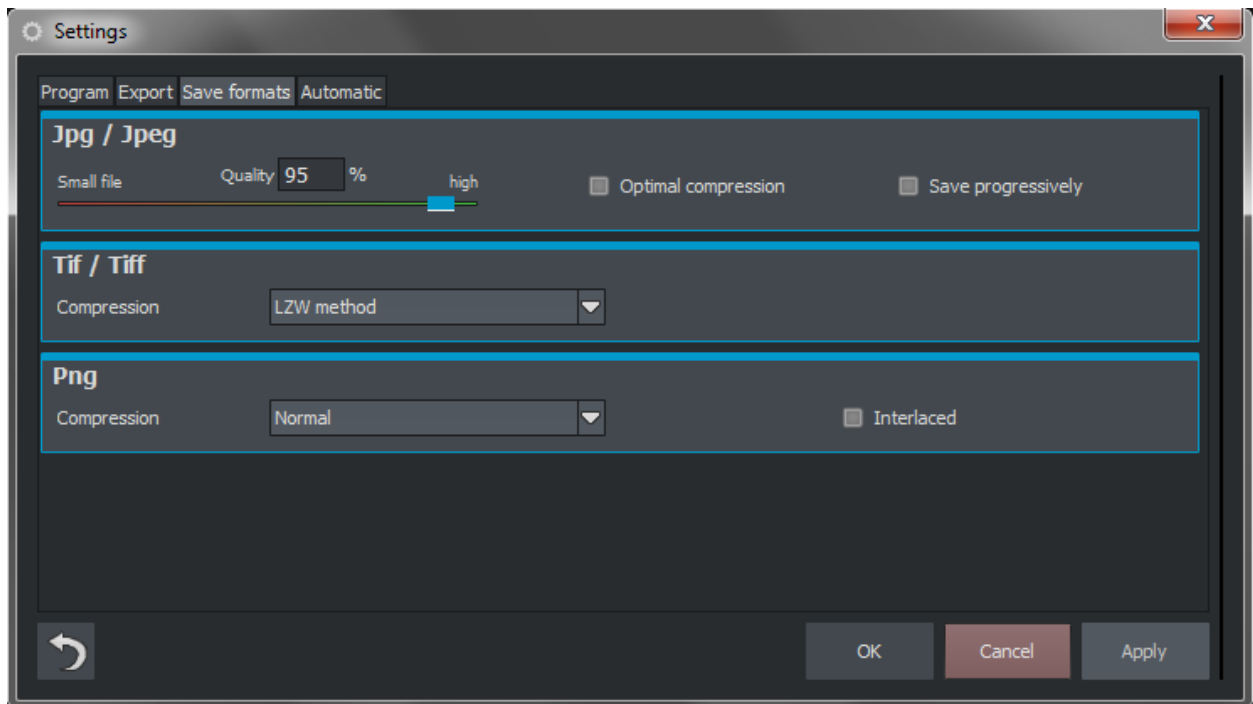 Settings
Program Export Save formats Automatic
Jpg / Jpeg
Small file Quality 95 % high Optimal compression Save progressively
Tif / Tiff
Compression LZW method
Png
Compression Normal Interlaced
OK Cancel Apply